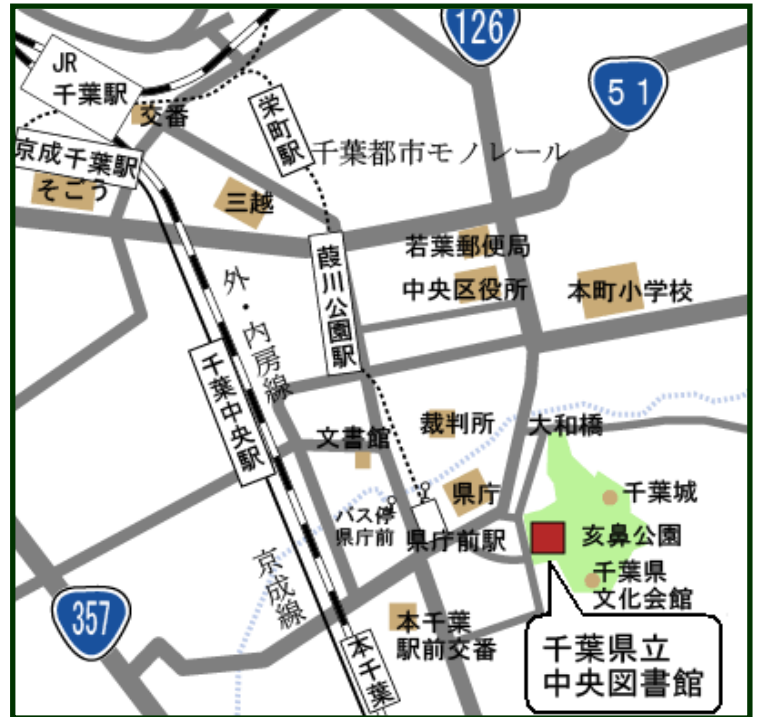 126
JR
千葉駅
51
交番
栄町駅
千葉都市モノレール
京成千葉駅
そごう
三越
若葉郵便局
葭川公園駅
中央区役所
本町小学校
外・内房線
千葉中央駅
文書館
裁判所
大和橋
県庁
千葉城
バス停
県庁前
県庁前駅
亥鼻公園
京成線
千葉県
文化会館
357
本千葉
駅前交番
本千葉
千葉県立
中央図書館